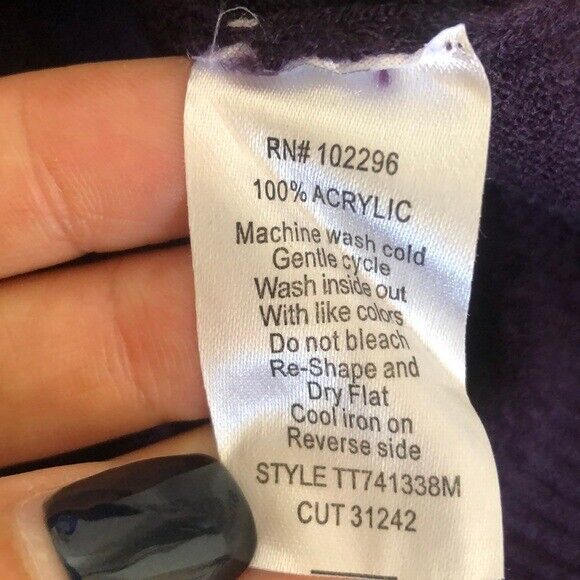 RN# 102296
100% ACRYLIC
Machine wash cold
Gentle cycle
Wash inside out
With like colors
Do not bleach
Re-Shape and
Dry Flat
Cool iron on
Reverse side
STYLE TT741338M
CUT 31242